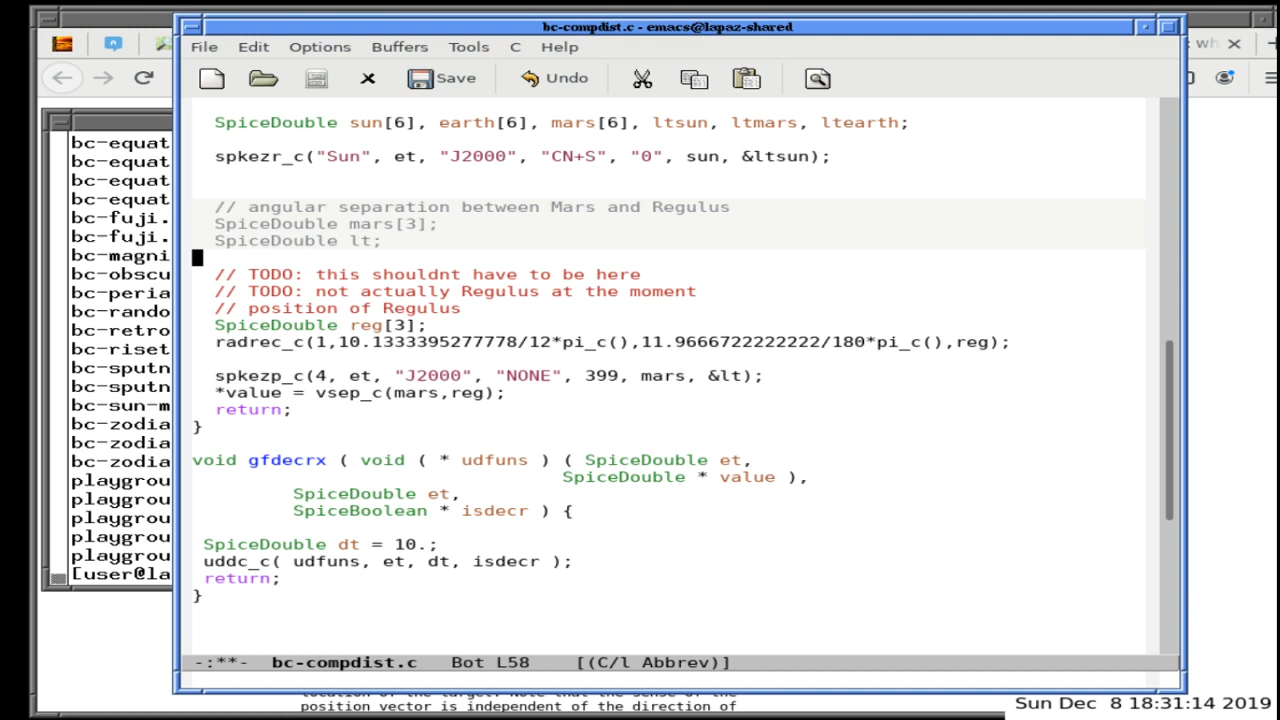 bc-compdist.c - emacs@lapaz-shared
File Edit Options Buffers Tools C Help
Save Undo
wh
SpiceDouble sun[6], earth[6], mars[6], ltsun, ltmars, ltearth;
spkezr_c("Sun", et, "J2000", "CN+S", "0", sun, &ltsun);
// angular separation between Mars and Regulus
SpiceDouble mars[3];
SpiceDouble lt;
// TODO: this shouldnt have to be here
// TODO: not actually Regulus at the moment
// position of Regulus
SpiceDouble reg[3];
radrec_c(1,10.1333395277778/12*pi_c(),11.9666722222222/180*pi_c(),reg);
spkezp_c(4, et, "J2000", "NONE", 399, mars, &lt);
*value = vsep_c(mars,reg);
return;
}
void gfdecrx ( void ( * udfuns ) ( SpiceDouble et,
SpiceDouble * value ),
SpiceDouble et,
SpiceBoolean * isdecr ) {
SpiceDouble dt = 10.;
uddc_c( udfuns, et, dt, isdecr );
return;
}
-:**- bc-compdist.c Bot L58 [(C/l Abbrev)]
bc-equat
bc-equat
bc-equat
bc-equat
bc-fuji.
bc-fuji.
bc-magni
bc-obscu
bc-peria
bc-rando
bc-retro
bc-riset
bc-sputn
bc-sputn
bc-sun-m
bc-zodia
bc-zodia
bc-zodia
playgrou
playgrou
playgrou
playgrou
playgrou
[user@la
location of the target. Note that the sense of the
position vector is independent of the direction of
Sun Dec 8 18:31:14 2019